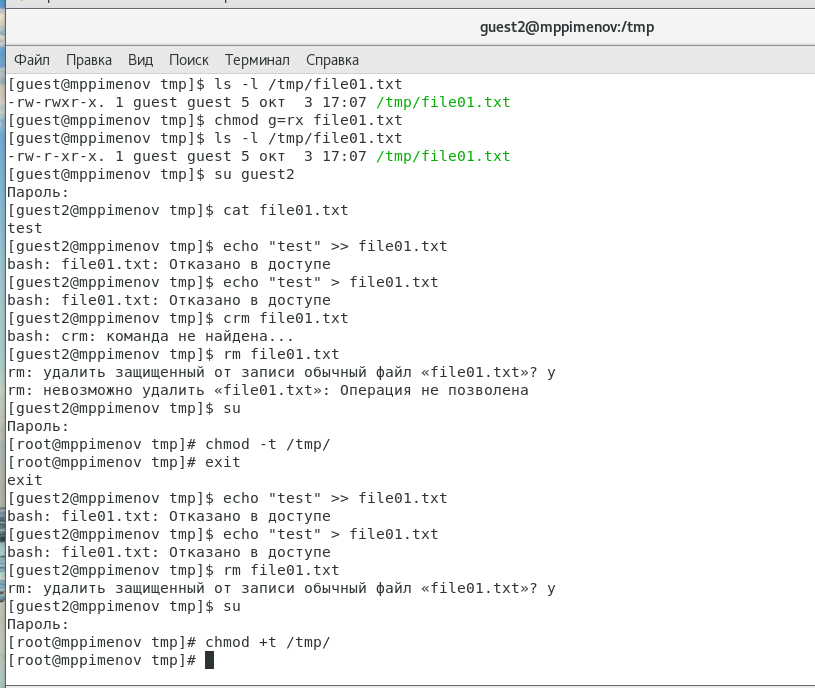 guest2@mppimenov:/tmp
Файл Правка Вид Поиск Терминал Справка
[guest@mppimenov tmp]$ ls -l /tmp/file01.txt
-rw-rwxr-x. 1 guest guest 5 окт  3 17:07 /tmp/file01.txt
[guest@mppimenov tmp]$ chmod g=rx file01.txt
[guest@mppimenov tmp]$ ls -l /tmp/file01.txt
-rw-r-xr-x. 1 guest guest 5 окт  3 17:07 /tmp/file01.txt
[guest@mppimenov tmp]$ su guest2
Пароль:
[guest2@mppimenov tmp]$ cat file01.txt
test
[guest2@mppimenov tmp]$ echo "test" >> file01.txt
bash: file01.txt: Отказано в доступе
[guest2@mppimenov tmp]$ echo "test" > file01.txt
bash: file01.txt: Отказано в доступе
[guest2@mppimenov tmp]$ crm file01.txt
bash: crm: команда не найдена...
[guest2@mppimenov tmp]$ rm file01.txt
rm: удалить защищенный от записи обычный файл «file01.txt»? y
rm: невозможно удалить «file01.txt»: Операция не позволена
[guest2@mppimenov tmp]$ su
Пароль:
[root@mppimenov tmp]# chmod -t /tmp/
[root@mppimenov tmp]# exit
exit
[guest2@mppimenov tmp]$ echo "test" >> file01.txt
bash: file01.txt: Отказано в доступе
[guest2@mppimenov tmp]$ echo "test" > file01.txt
bash: file01.txt: Отказано в доступе
[guest2@mppimenov tmp]$ rm file01.txt
rm: удалить защищенный от записи обычный файл «file01.txt»? y
[guest2@mppimenov tmp]$ su
Пароль:
[root@mppimenov tmp]# chmod +t /tmp/
[root@mppimenov tmp]#